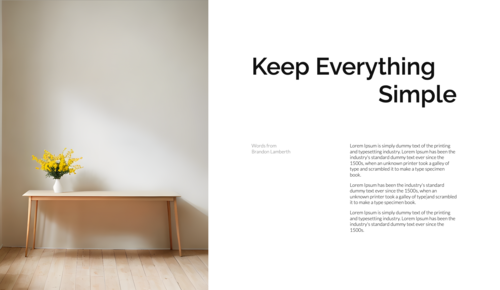 Keep Everything
Simple
Words from
Brandon Lamberth
Lorem Ipsum is simply dummy text of the printing
and typesetting industry. Lorem Ipsum has been the
industry's standard dummy text ever since the
1500s, when an unknown printer took a galley of
type and scrambled it to make a type specimen
book.
Lorem Ipsum has been the industry's standard
dummy text ever since the 1500s, when an
unknown printer took a galley of type and scrambled
it to make a type specimen book.
Lorem Ipsum is simply dummy text of the printing
and typesetting industry. Lorem Ipsum has been the
industry's standard dummy text ever since the
1500s.